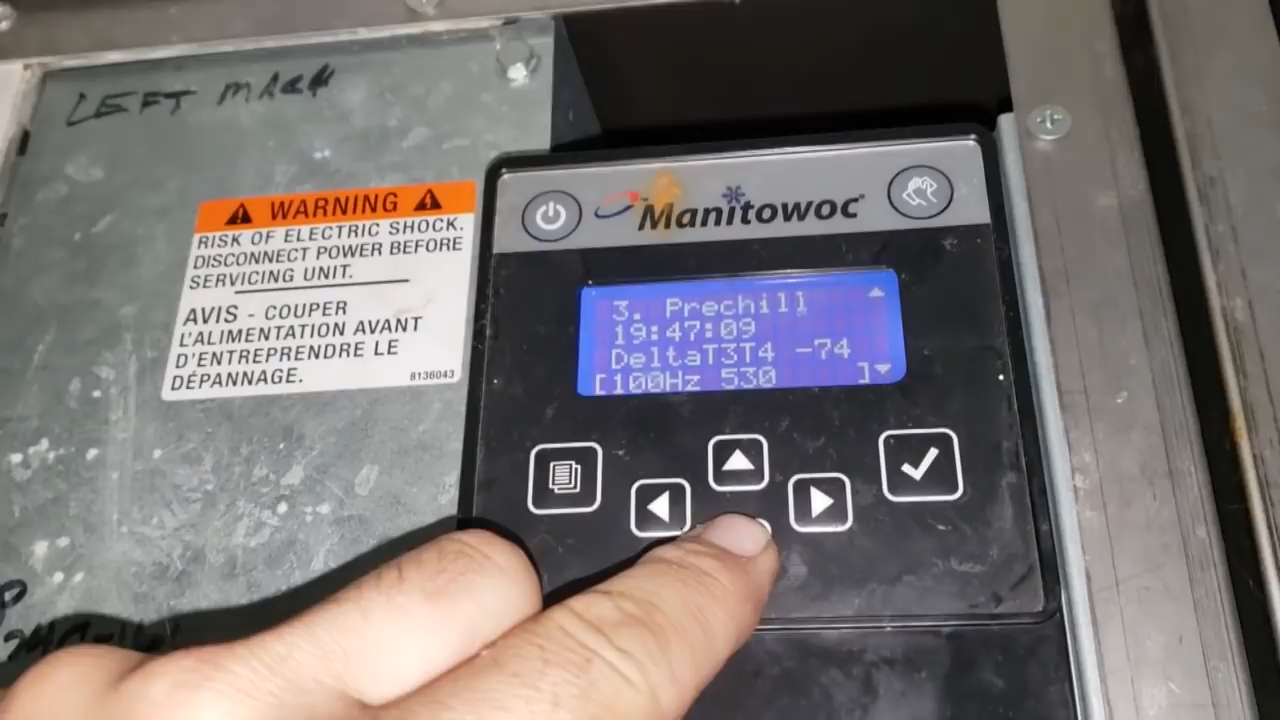 LEFT MACH
WARNING
RISK OF ELECTRIC SHOCK.
DISCONNECT POWER BEFORE
SERVICING UNIT.
AVIS - COUPER
L'ALIMENTATION AVANT
D'ENTREPRENDRE LE
DÉPANNAGE.
8136043
Manitowoc
3. Prechill
19:47:09
DeltaT3T4 -74
[100Hz 530 ]